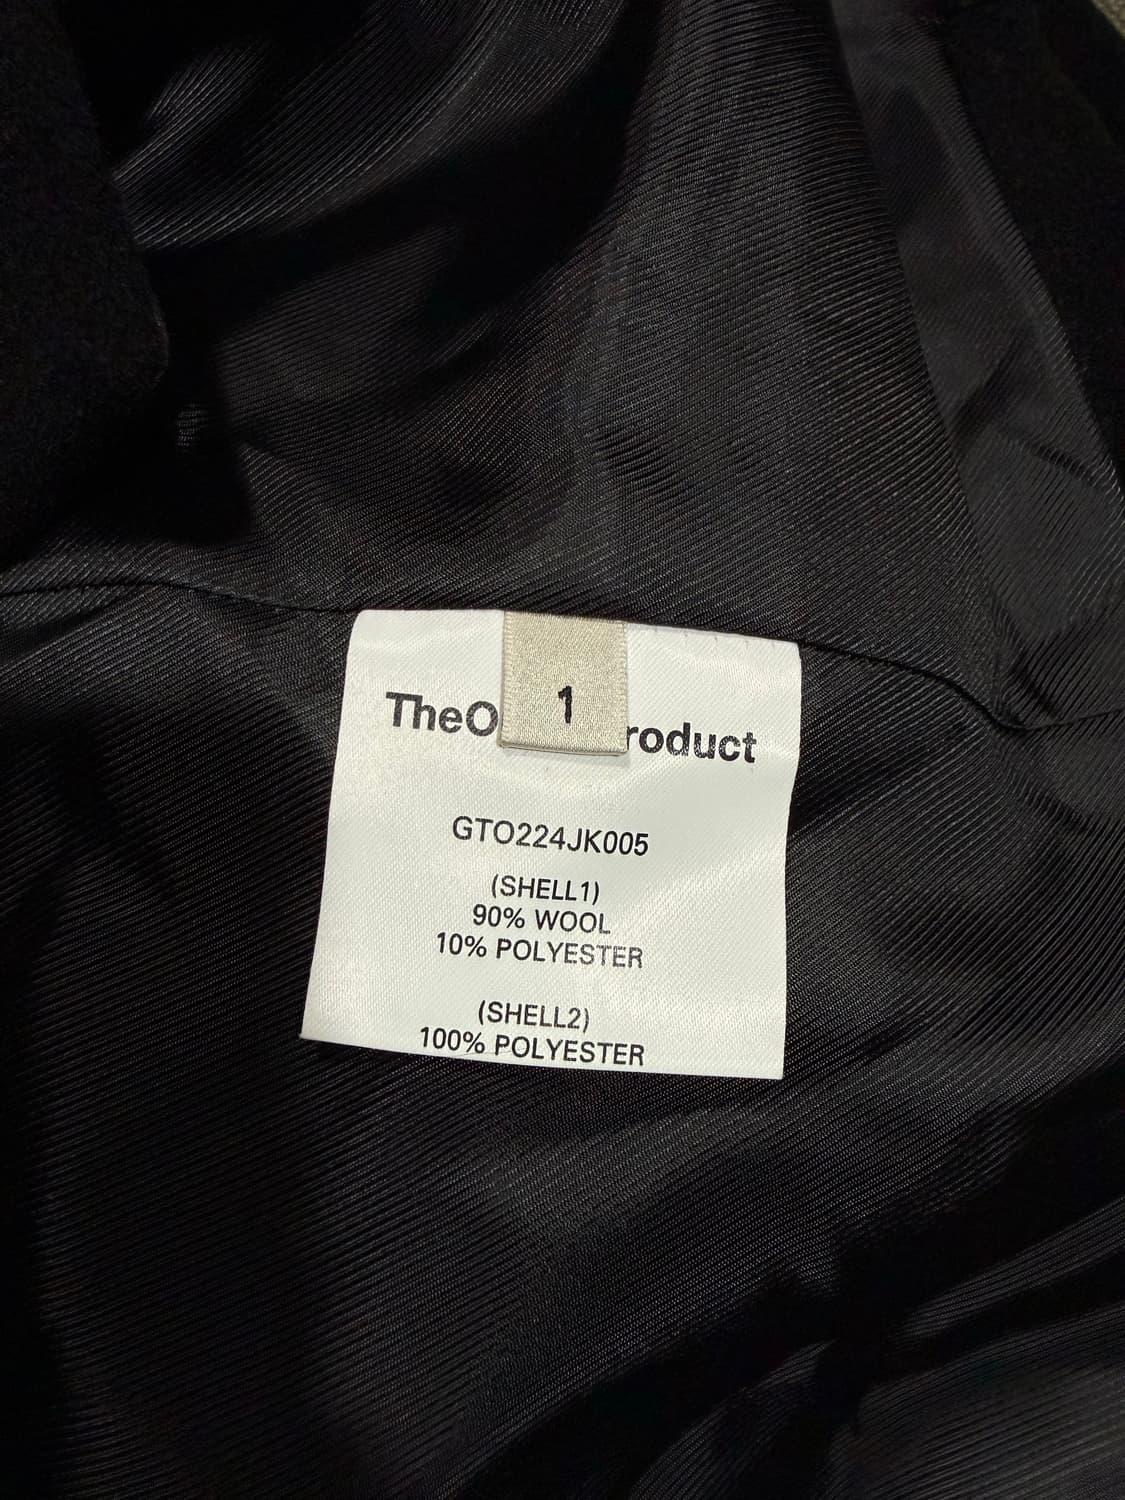 1
TheO roduct
GTO224JK005
(SHELL1)
90% WOOL
10% POLYESTER
(SHELL2)
100% POLYESTER